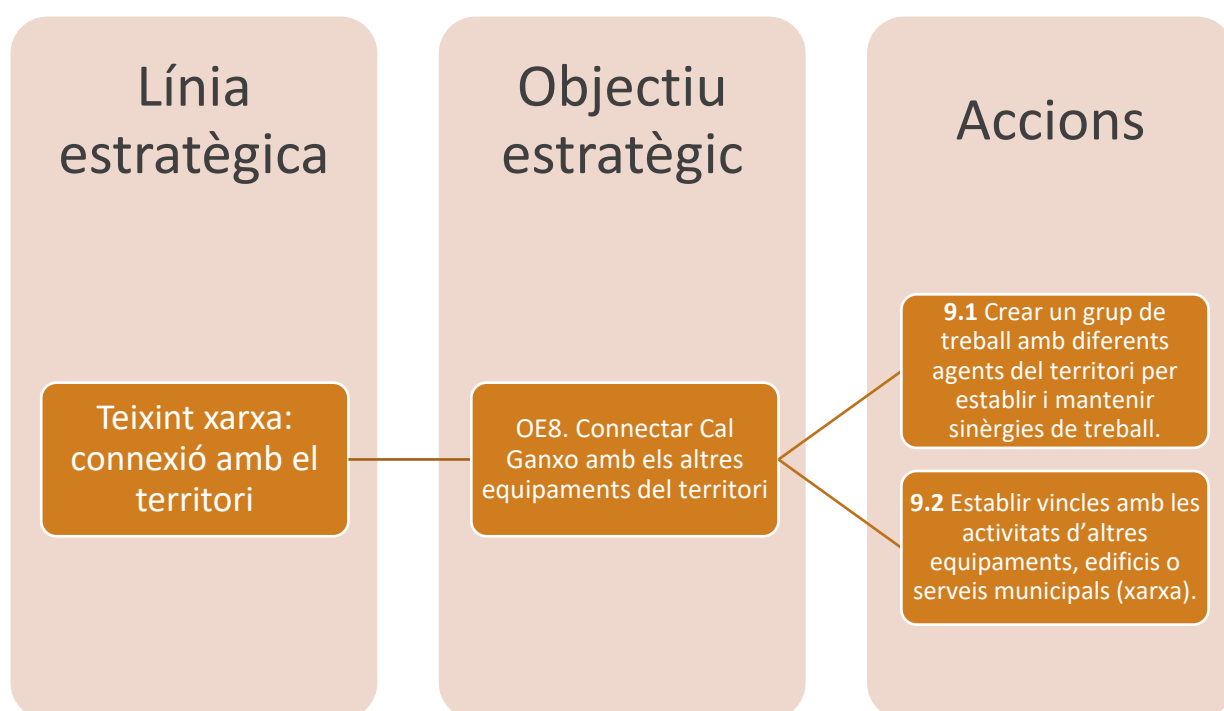 Línia
estratègica
Objectiu
estratègic
Accions
Teixint xarxa:
connexió amb el
territori
OE8. Connectar Cal
Ganxo amb els altres
equipaments del territori
9.1 Crear un grup de
treball amb diferents
agents del territori per
establir i mantenir
sinèrgies de treball.
9.2 Establir vincles amb les
activitats d’altres
equipaments, edificis o
serveis municipals (xarxa).